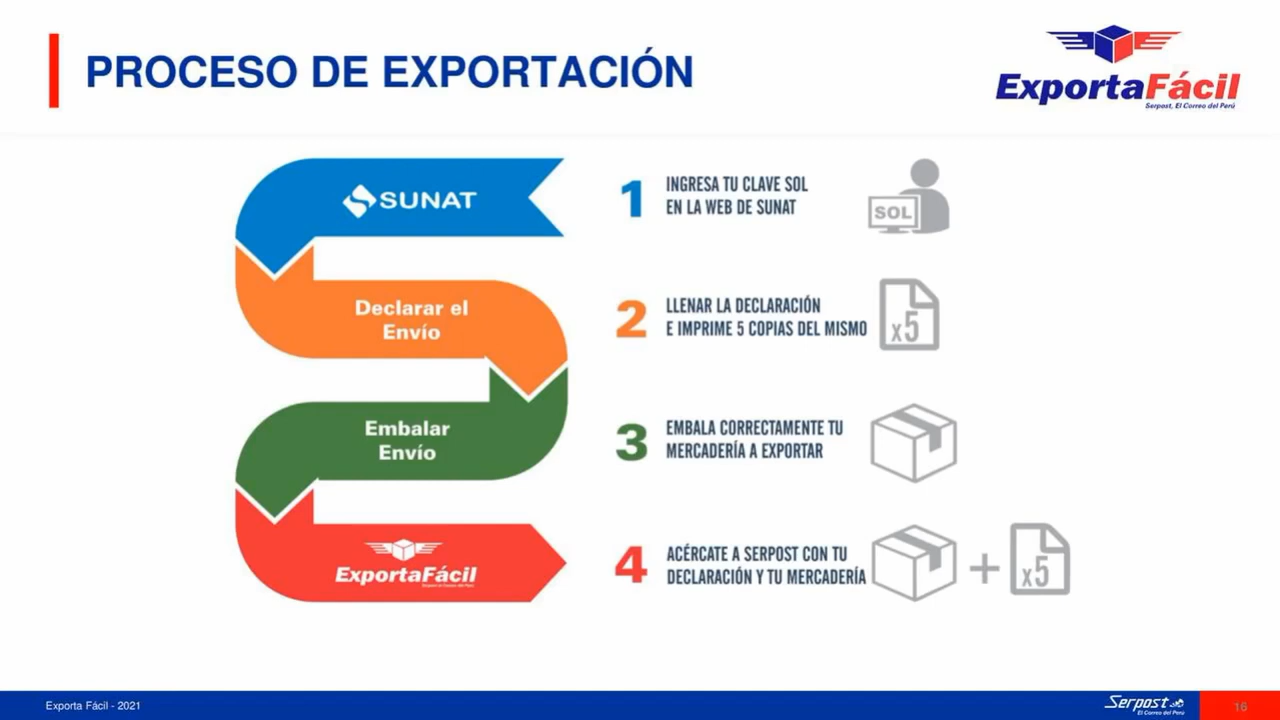 PROCESO DE EXPORTACIÓN
ExportaFácil
Serpost, El Correo del Perú
SUNAT
1
INGRESA TU CLAVE SOL
EN LA WEB DE SUNAT
SOL
Declarar el
Envío
2
LLENAR LA DECLARACIÓN
E IMPRIME 5 COPIAS DEL MISMO
x5
Embalar
Envío
3
EMBALA CORRECTAMENTE TU
MERCADERÍA A EXPORTAR
ExportaFácil
4
ACÉRCATE A SERPOST CON TU
DECLARACIÓN Y TU MERCADERÍA
+
x5
Exporta Fácil - 2021
Serpost
El Correo del Perú
16